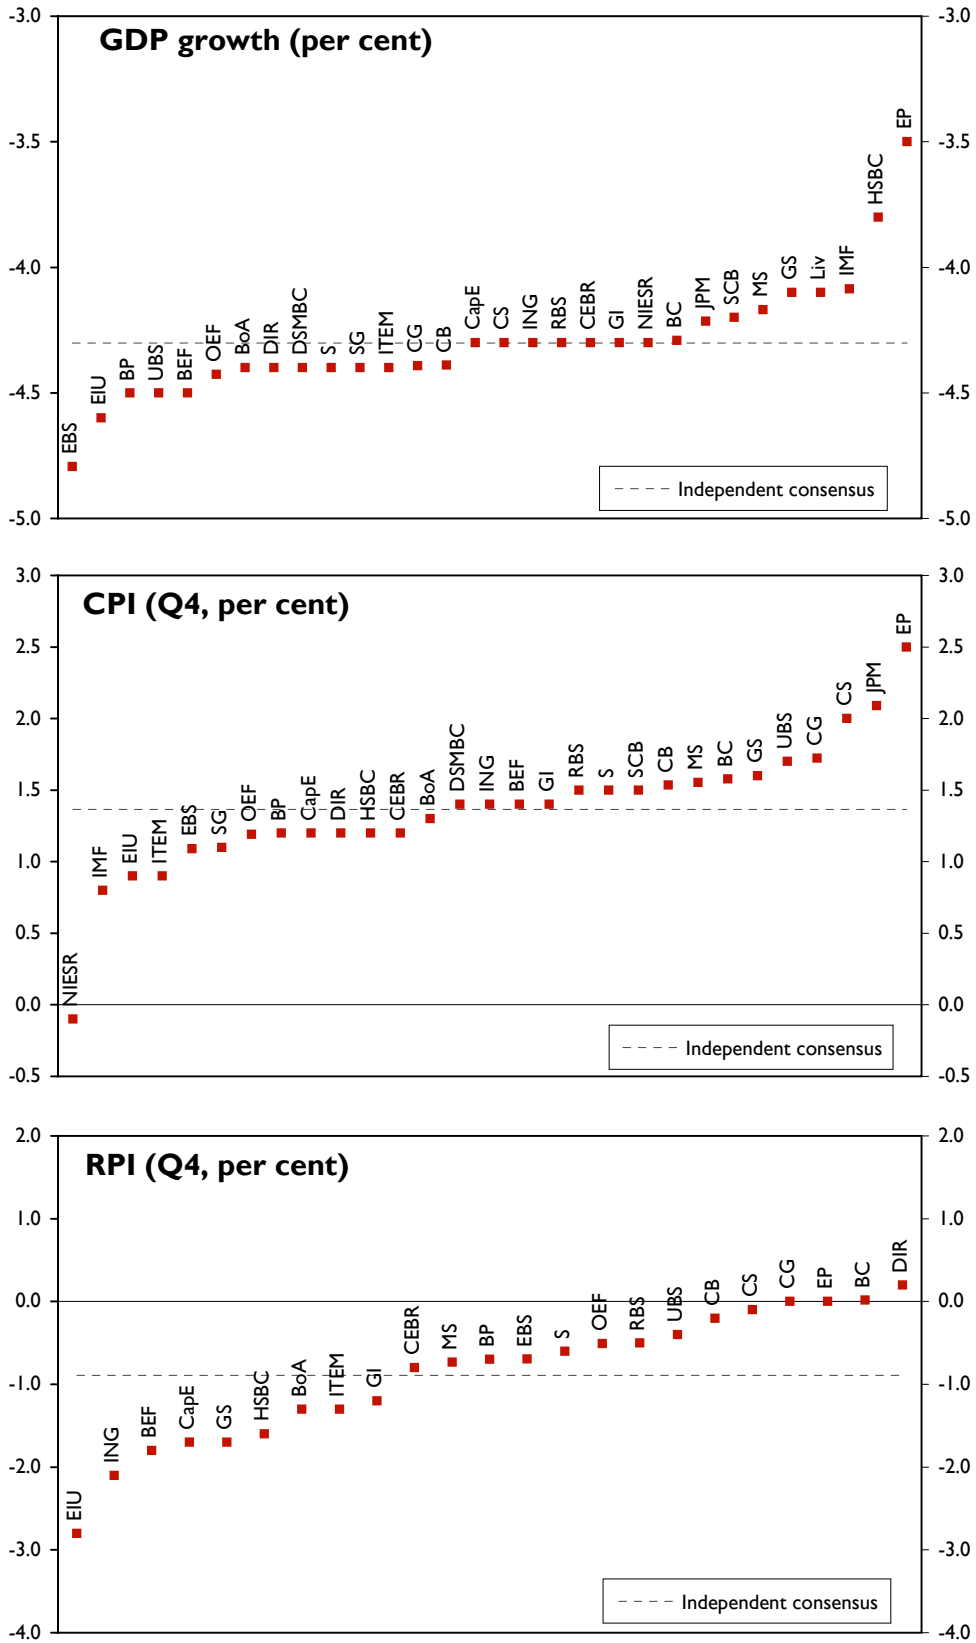 GDP growth (per cent)
-3.0 -3.0
-3.5 -3.5
-4.0 -4.0
-4.5 -4.5
-5.0 -5.0
EBS EIU BP UBS BEF OEF BoA DIR DSMBC S SG ITEM CG CB CapE CS ING RBS CEBR GI NIESR BC JPM SCB MS GS Liv IMF HSBC EP
Independent consensus
CPI (Q4, per cent)
3.0 3.0
2.5 2.5
2.0 2.0
1.5 1.5
1.0 1.0
0.5 0.5
0.0 0.0
-0.5 -0.5
NIESR IMF EIU ITEM EBS SG OEF BP CapE DIR HSBC CEBR BoA DSMBC ING BEF GI RBS S SCB CB MS BC GS UBS CG CS JPM EP
Independent consensus
RPI (Q4, per cent)
2.0 2.0
1.0 1.0
0.0 0.0
-1.0 -1.0
-2.0 -2.0
-3.0 -3.0
-4.0 -4.0
EIU ING BEF CapE GS HSBC BoA ITEM GI CEBR MS BP EBS S OEF RBS UBS CB CS CG EP BC DIR
Independent consensus